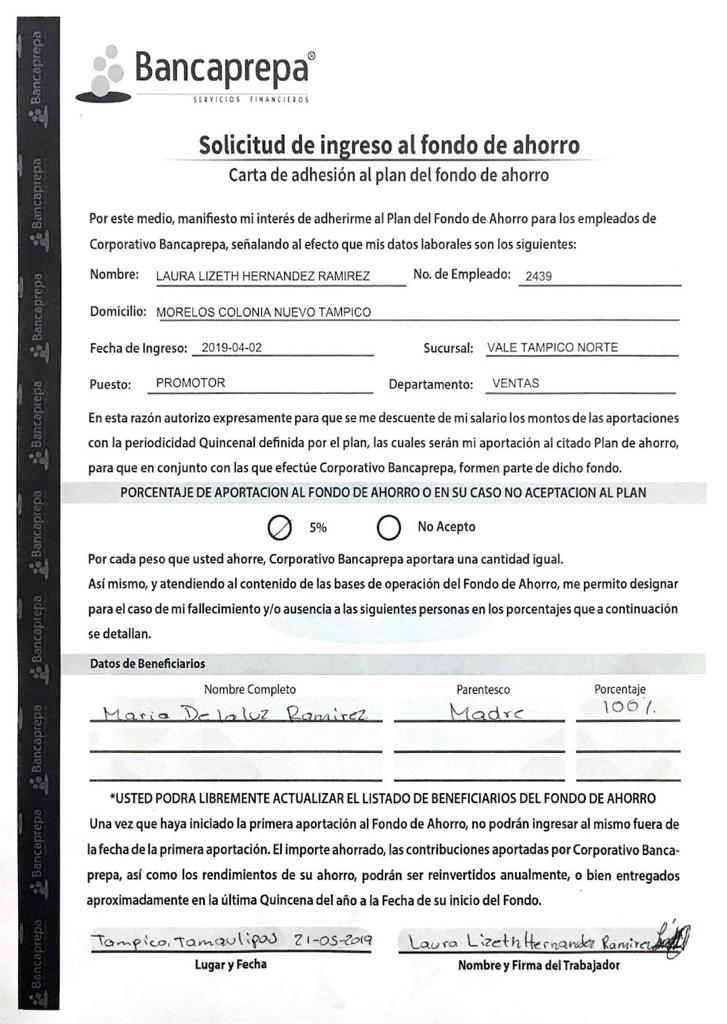 Bancaprepa®
SERVICIOS FINANCIEROS
Solicitud de ingreso al fondo de ahorro
Carta de adhesión al plan del fondo de ahorro
Por este medio, manifiesto mi interés de adherirme al Plan del Fondo de Ahorro para los empleados de
Corporativo Bancaprepa, señalando al efecto que mis datos laborales son los siguientes:
Nombre: LAURA LIZETH HERNANDEZ RAMIREZ No. de Empleado: 2439
Domicilio: MORELOS COLONIA NUEVO TAMPICO
Fecha de Ingreso: 2019-04-02 Sucursal: VALE TAMPICO NORTE
Puesto: PROMOTOR Departamento: VENTAS
En esta razón autorizo expresamente para que se me descuente de mi salario los montos de las aportaciones
con la periodicidad Quincenal definida por el plan, las cuales serán mi aportación al citado Plan de ahorro,
para que en conjunto con las que efectúe Corporativo Bancaprepa, formen parte de dicho fondo.
PORCENTAJE DE APORTACION AL FONDO DE AHORRO O EN SU CASO NO ACEPTACION AL PLAN
5% No Acepto
Por cada peso que usted ahorre, Corporativo Bancaprepa aportara una cantidad igual.
Así mismo, y atendiendo al contenido de las bases de operación del Fondo de Ahorro, me permito designar
para el caso de mi fallecimiento y/o ausencia a las siguientes personas en los porcentajes que a continuación
se detallan.
Datos de Beneficiarios
Nombre Completo Parentesco Porcentaje
Maria De la luz Ramirez Madre 100%
*USTED PODRA LIBREMENTE ACTUALIZAR EL LISTADO DE BENEFICIARIOS DEL FONDO DE AHORRO
Una vez que haya iniciado la primera aportación al Fondo de Ahorro, no podrán ingresar al mismo fuera de
la fecha de la primera aportación. El importe ahorrado, las contribuciones aportadas por Corporativo Banca-
prepa, así como los rendimientos de su ahorro, podrán ser reinvertidos anualmente, o bien entregados
aproximadamente en la última Quincena del año a la Fecha de su inicio del Fondo.
Tampico, Tamaulipas 21-05-2019 Laura Lizeth Hernandez Ramirez
Lugar y Fecha Nombre y Firma del Trabajador
Bancaprepa
Bancaprepa
Bancaprepa
Bancaprepa
Bancaprepa
Bancaprepa
Bancaprepa
Bancaprepa
Bancaprepa